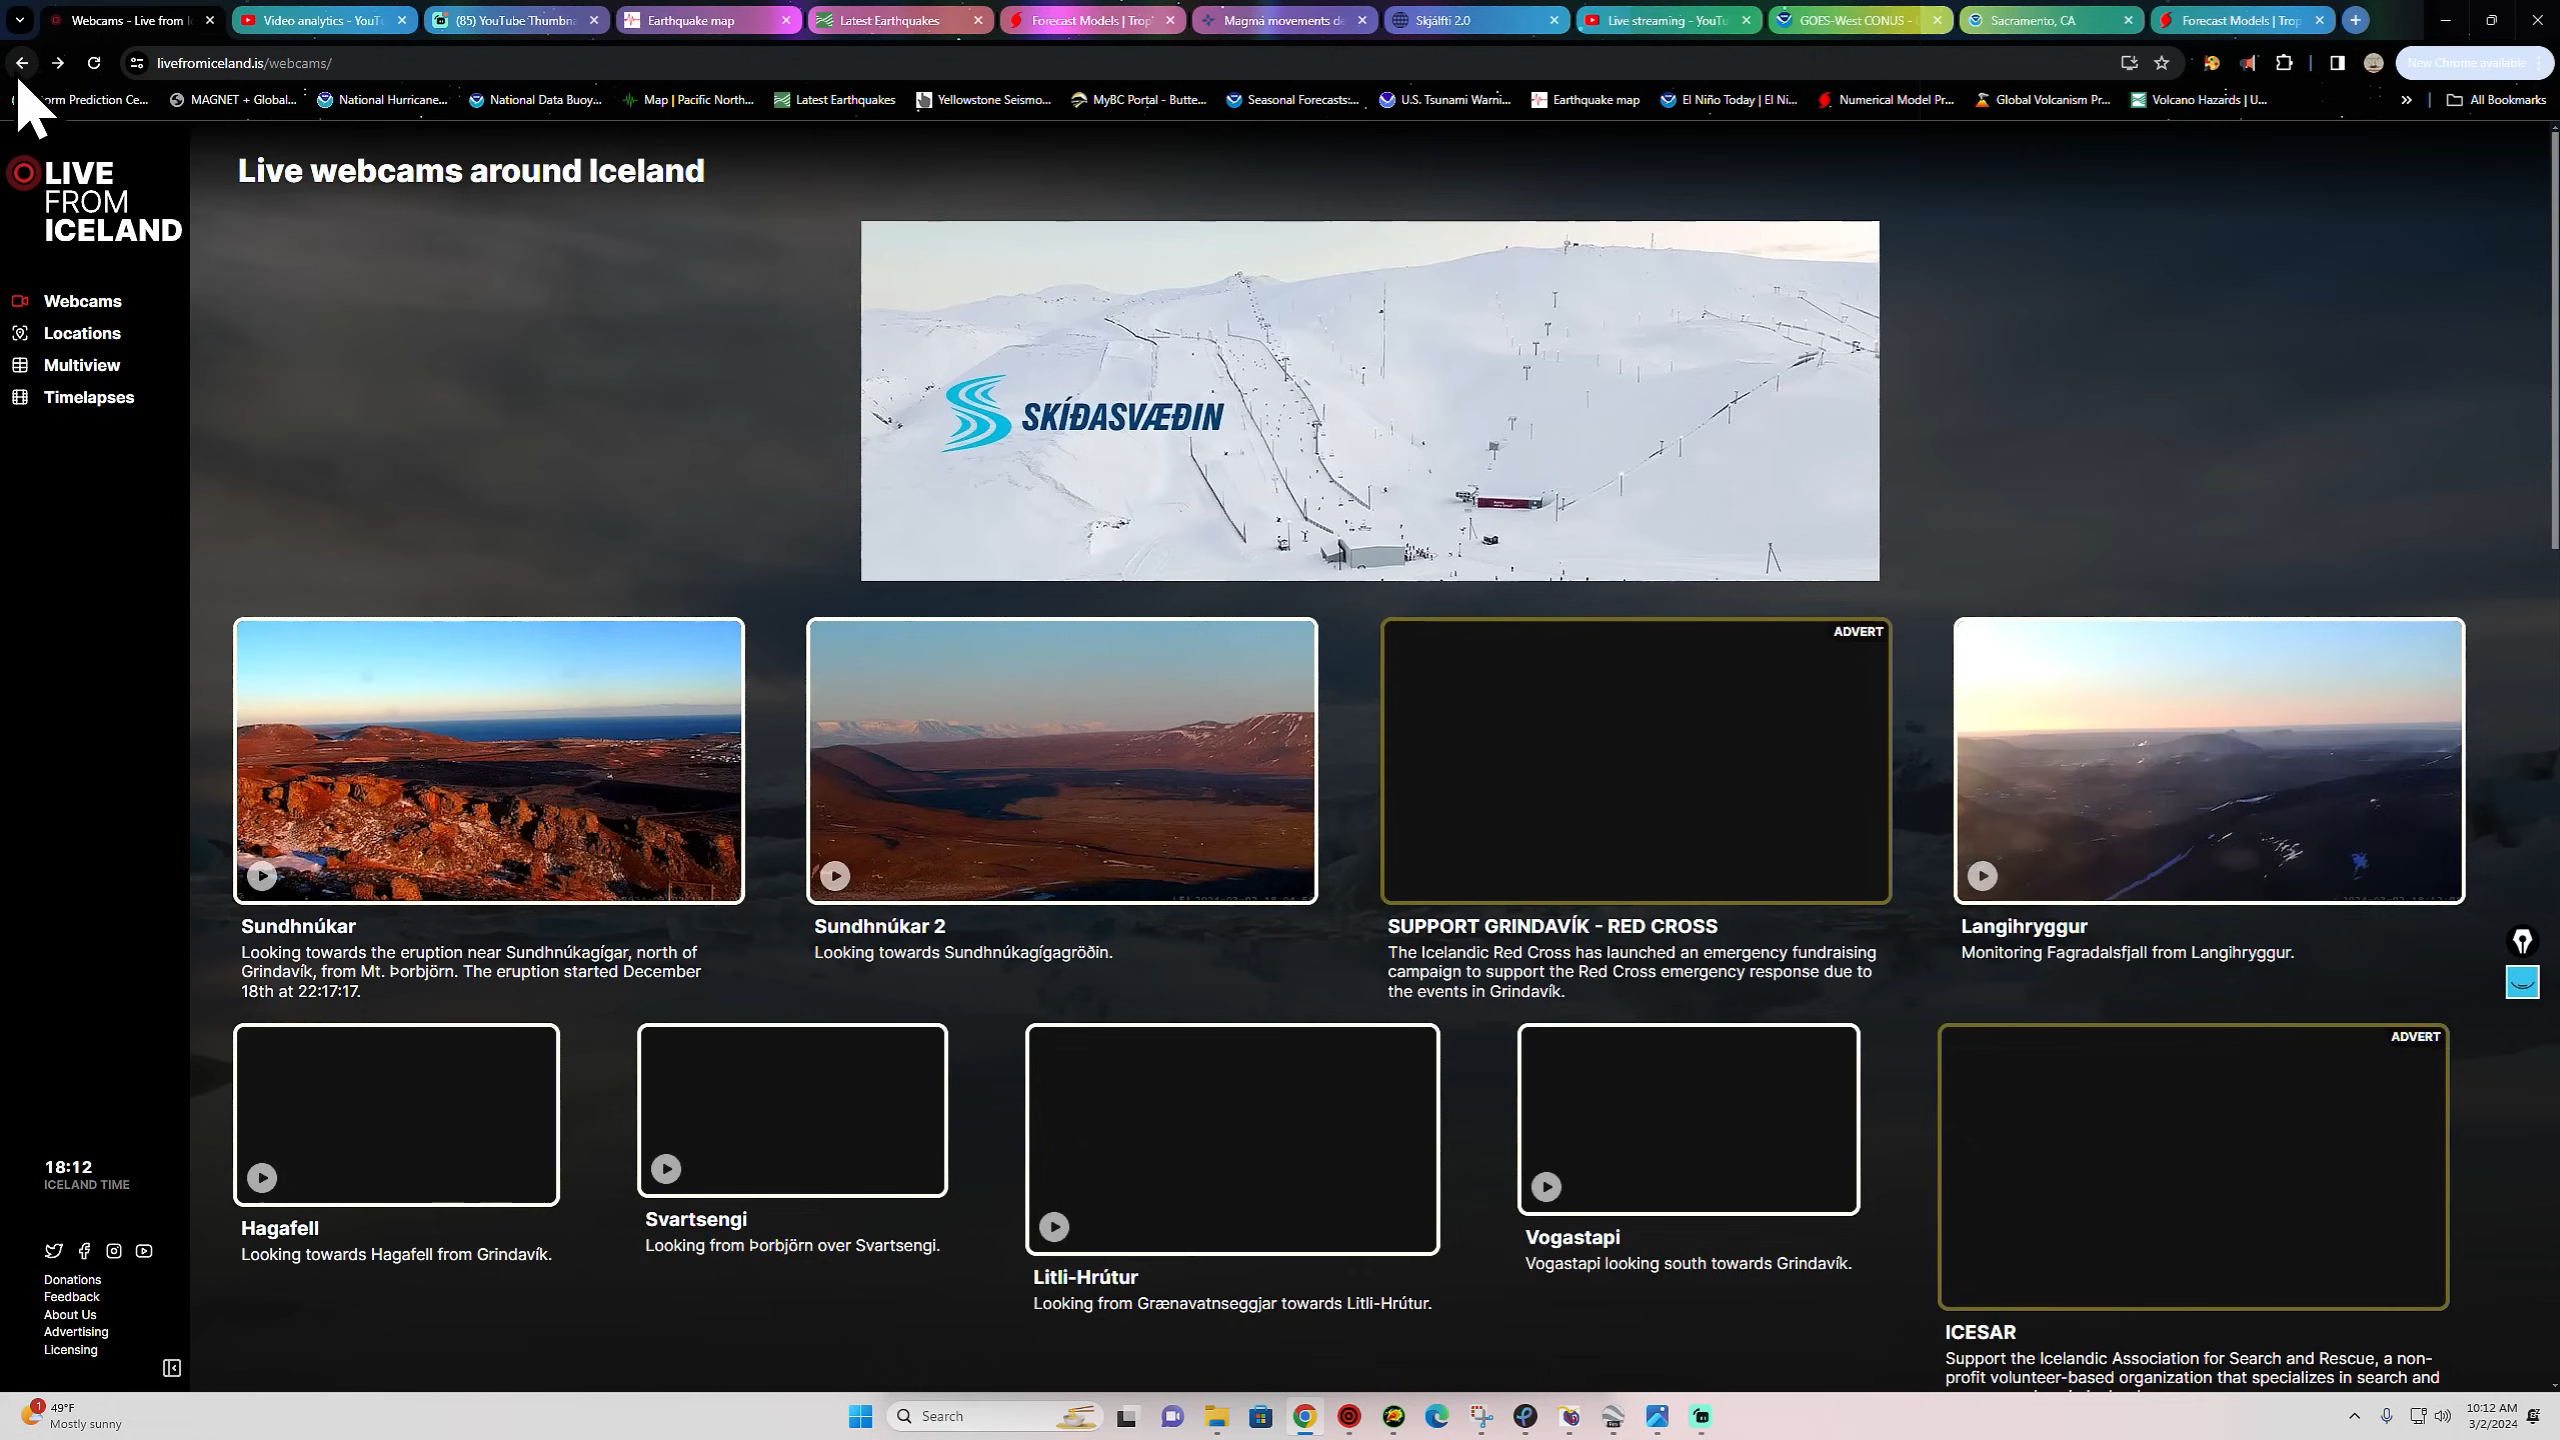 Webcams - Live from I
Video analytics - YouTu
(85) YouTube Thumbna
Earthquake map
Latest Earthquakes
Forecast Models | Trop
Magma movements de
Skjálfti 2.0
Live streaming - YouTu
GOES-West CONUS -
Sacramento, CA
Forecast Models | Trop
livefromiceland.is/webcams/
New Chrome available
orm Prediction Ce...
MAGNET + Global...
National Hurricane...
National Data Buoy...
Map | Pacific North...
Latest Earthquakes
Yellowstone Seismo...
MyBC Portal - Butte...
Seasonal Forecasts:...
U.S. Tsunami Warni...
Earthquake map
El Niño Today | El Ni...
Numerical Model Pr...
Global Volcanism Pr...
Volcano Hazards | U...
All Bookmarks
LIVE
FROM
ICELAND
Webcams
Locations
Multiview
Timelapses
Live webcams around Iceland
SKÍÐASVÆÐIN
Sundhnúkar
Looking towards the eruption near Sundhnúkagígar, north of
Grindavík, from Mt. Þorbjörn. The eruption started December
18th at 22:17:17.
Sundhnúkar 2
Looking towards Sundhnúkagígagröðin.
ADVERT
SUPPORT GRINDAVÍK - RED CROSS
The Icelandic Red Cross has launched an emergency fundraising
campaign to support the Red Cross emergency response due to
the events in Grindavík.
Langihryggur
Monitoring Fagradalsfjall from Langihryggur.
Hagafell
Looking towards Hagafell from Grindavík.
Svartsengi
Looking from Þorbjörn over Svartsengi.
Litli-Hrútur
Looking from Grænavatnseggjar towards Litli-Hrútur.
Vogastapi
Vogastapi looking south towards Grindavík.
ADVERT
ICESAR
Support the Icelandic Association for Search and Rescue, a non-
profit volunteer-based organization that specializes in search and
18:12
ICELAND TIME
Donations
Feedback
About Us
Advertising
Licensing
1
49°F
Mostly sunny
Search
10:12 AM
3/2/2024